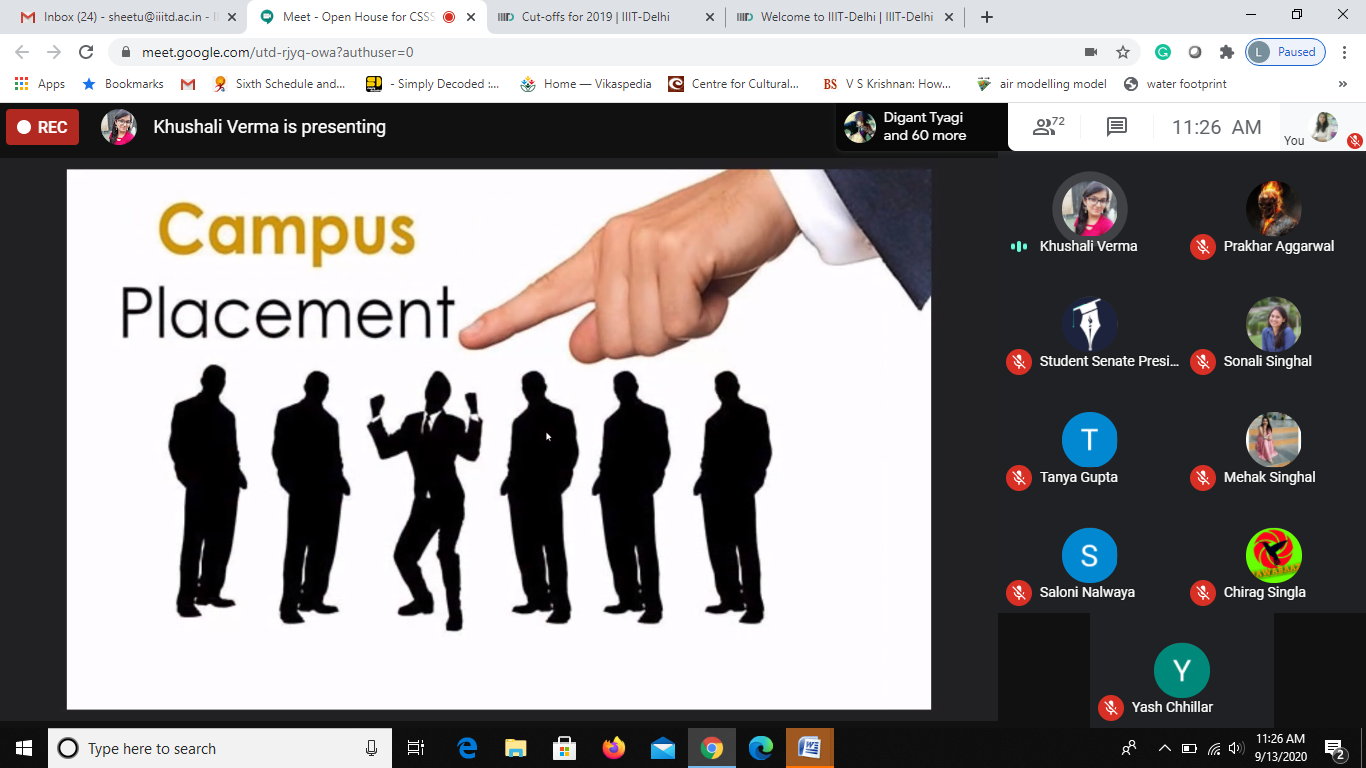 Inbox (24) - sheetu@iiitd.ac.in - I
Meet - Open House for CSSS
Cut-offs for 2019 | IIIT-Delhi
Welcome to IIIT-Delhi | IIIT-Delhi
meet.google.com/utd-rjyq-owa?authuser=0
L Paused
Apps
Bookmarks
Sixth Schedule and...
- Simply Decoded :...
Home — Vikaspedia
Centre for Cultural...
BS V S Krishnan: How...
air modelling model
water footprint
»
REC
Khushali Verma is presenting
Digant Tyagi
and 60 more
72
11:26 AM
You
Campus
Placement
Khushali Verma
Prakhar Aggarwal
Student Senate Presi...
Sonali Singhal
T
Tanya Gupta
Mehak Singhal
S
Saloni Nalwaya
Chirag Singla
Y
Yash Chhillar
Type here to search
11:26 AM
9/13/2020
2